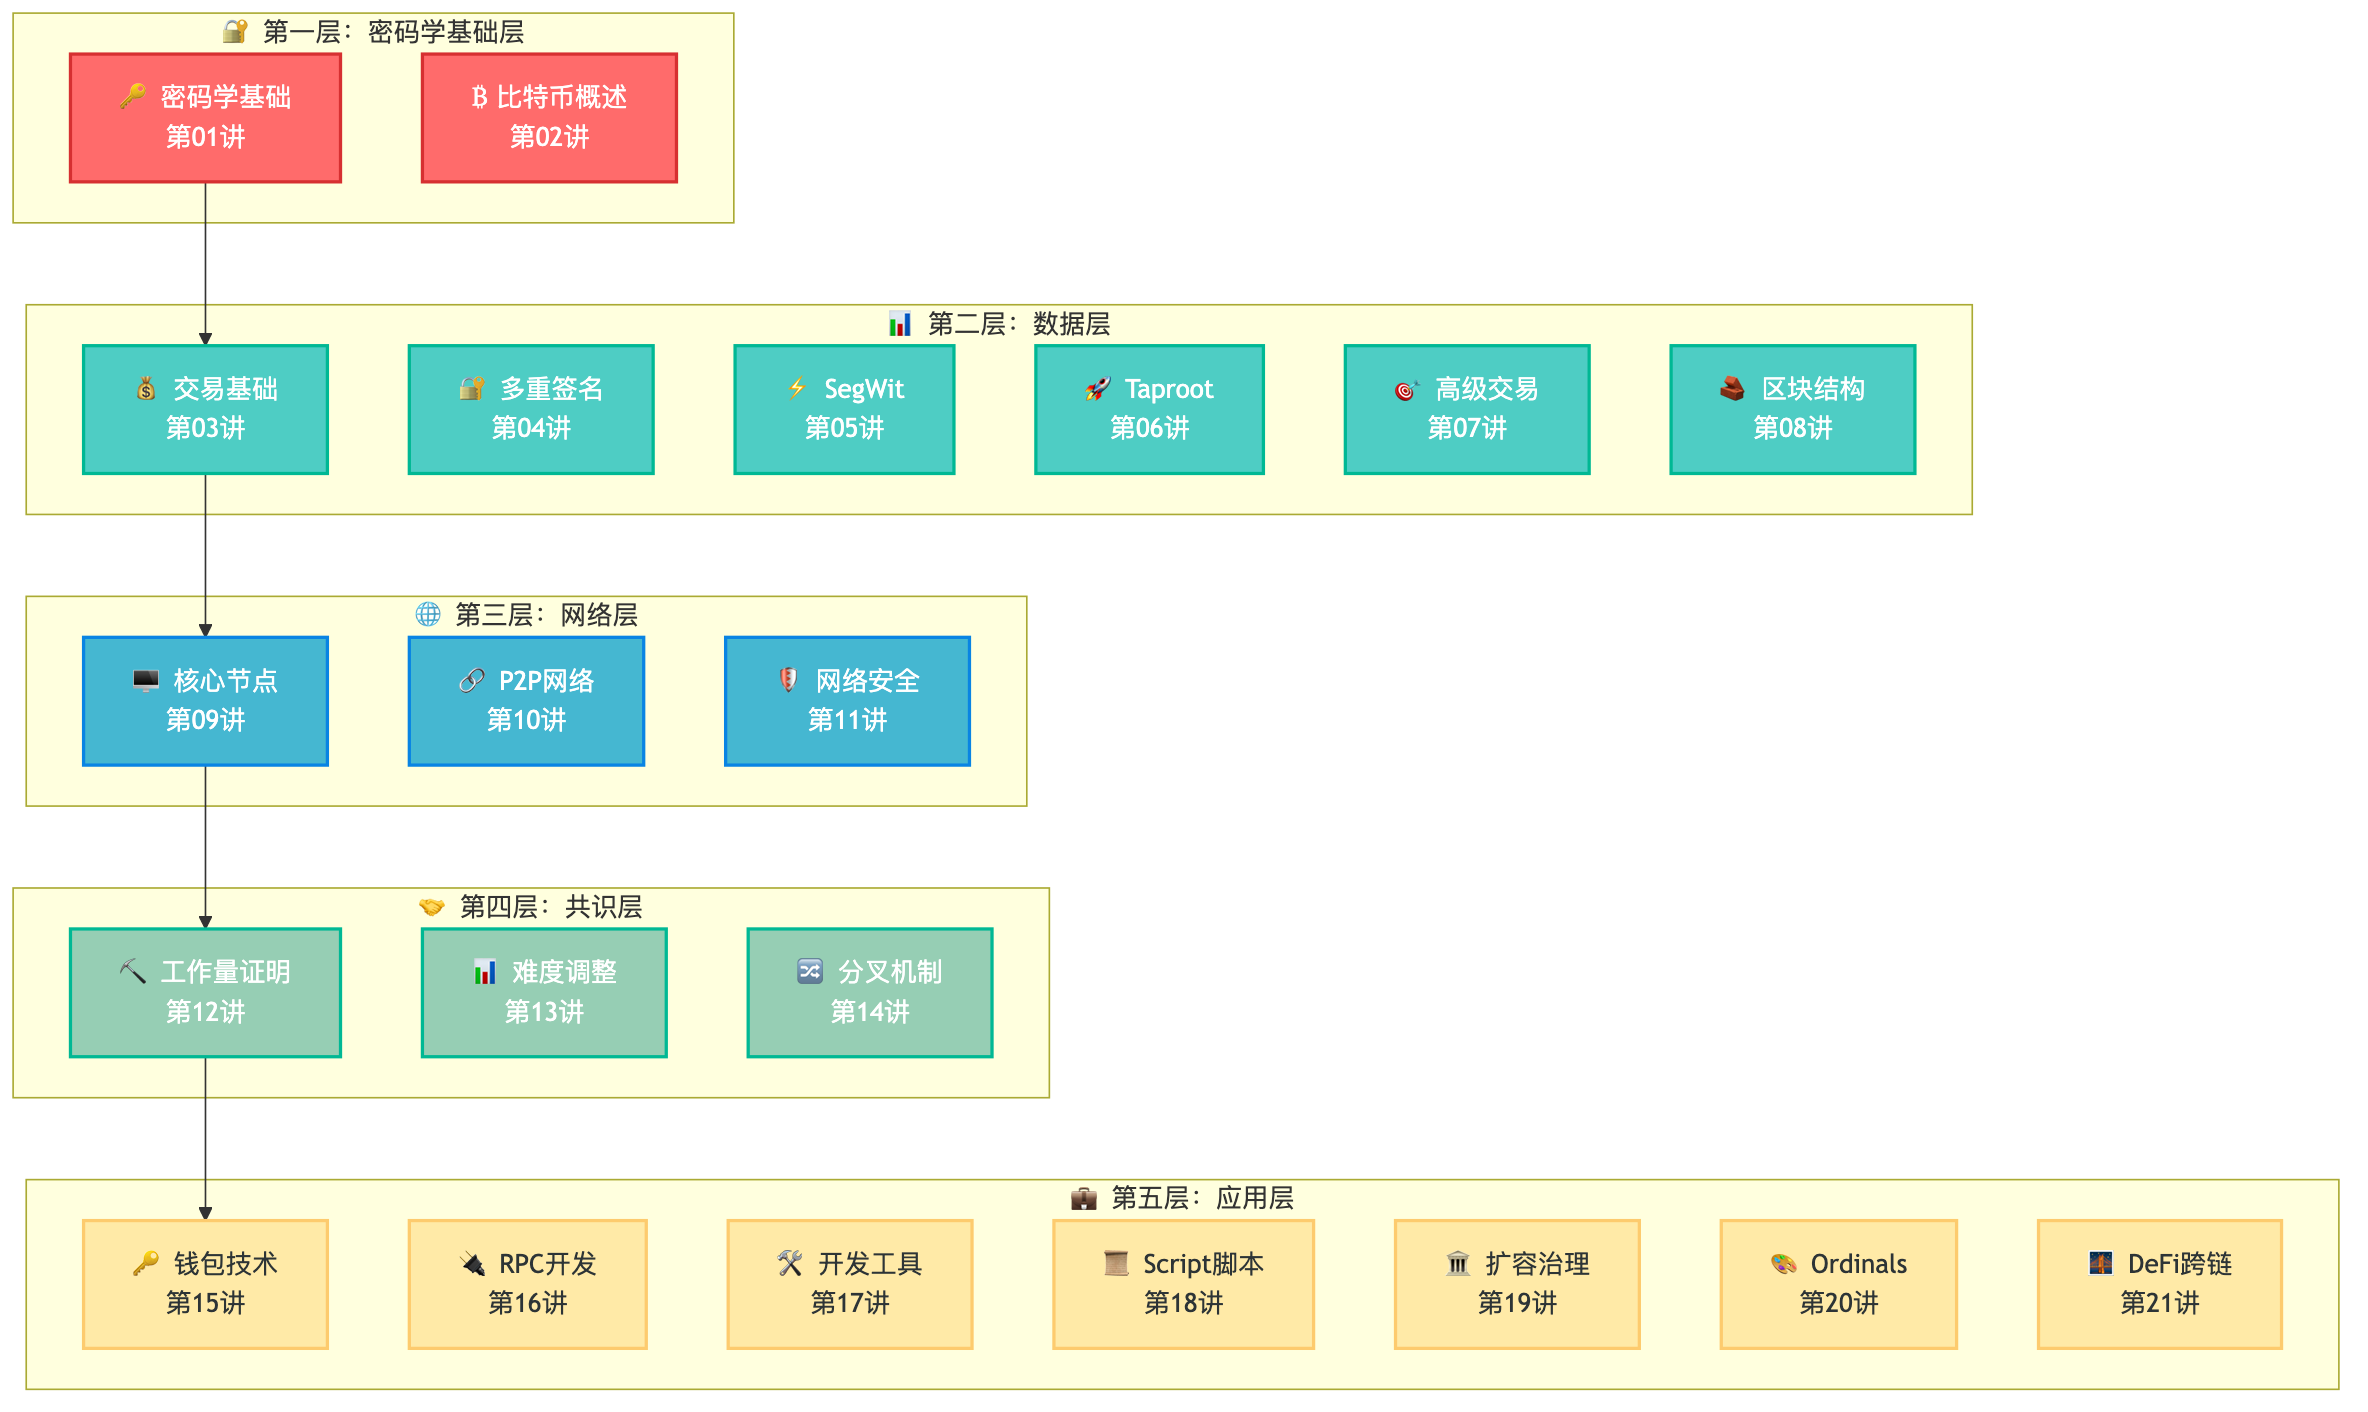 🔐 第一层：密码学基础层
🔑 密码学基础
第01讲
₿ 比特币概述
第02讲
📊 第二层：数据层
💰 交易基础
第03讲
🔐 多重签名
第04讲
⚡ SegWit
第05讲
🚀 Taproot
第06讲
🎯 高级交易
第07讲
🧱 区块结构
第08讲
🌐 第三层：网络层
🖥️ 核心节点
第09讲
🔗 P2P网络
第10讲
🛡️ 网络安全
第11讲
🤝 第四层：共识层
⛏️ 工作量证明
第12讲
📊 难度调整
第13讲
🔀 分叉机制
第14讲
💼 第五层：应用层
🔑 钱包技术
第15讲
🔌 RPC开发
第16讲
🛠️ 开发工具
第17讲
📜 Script脚本
第18讲
🏛️ 扩容治理
第19讲
🎨 Ordinals
第20讲
🌉 DeFi跨链
第21讲